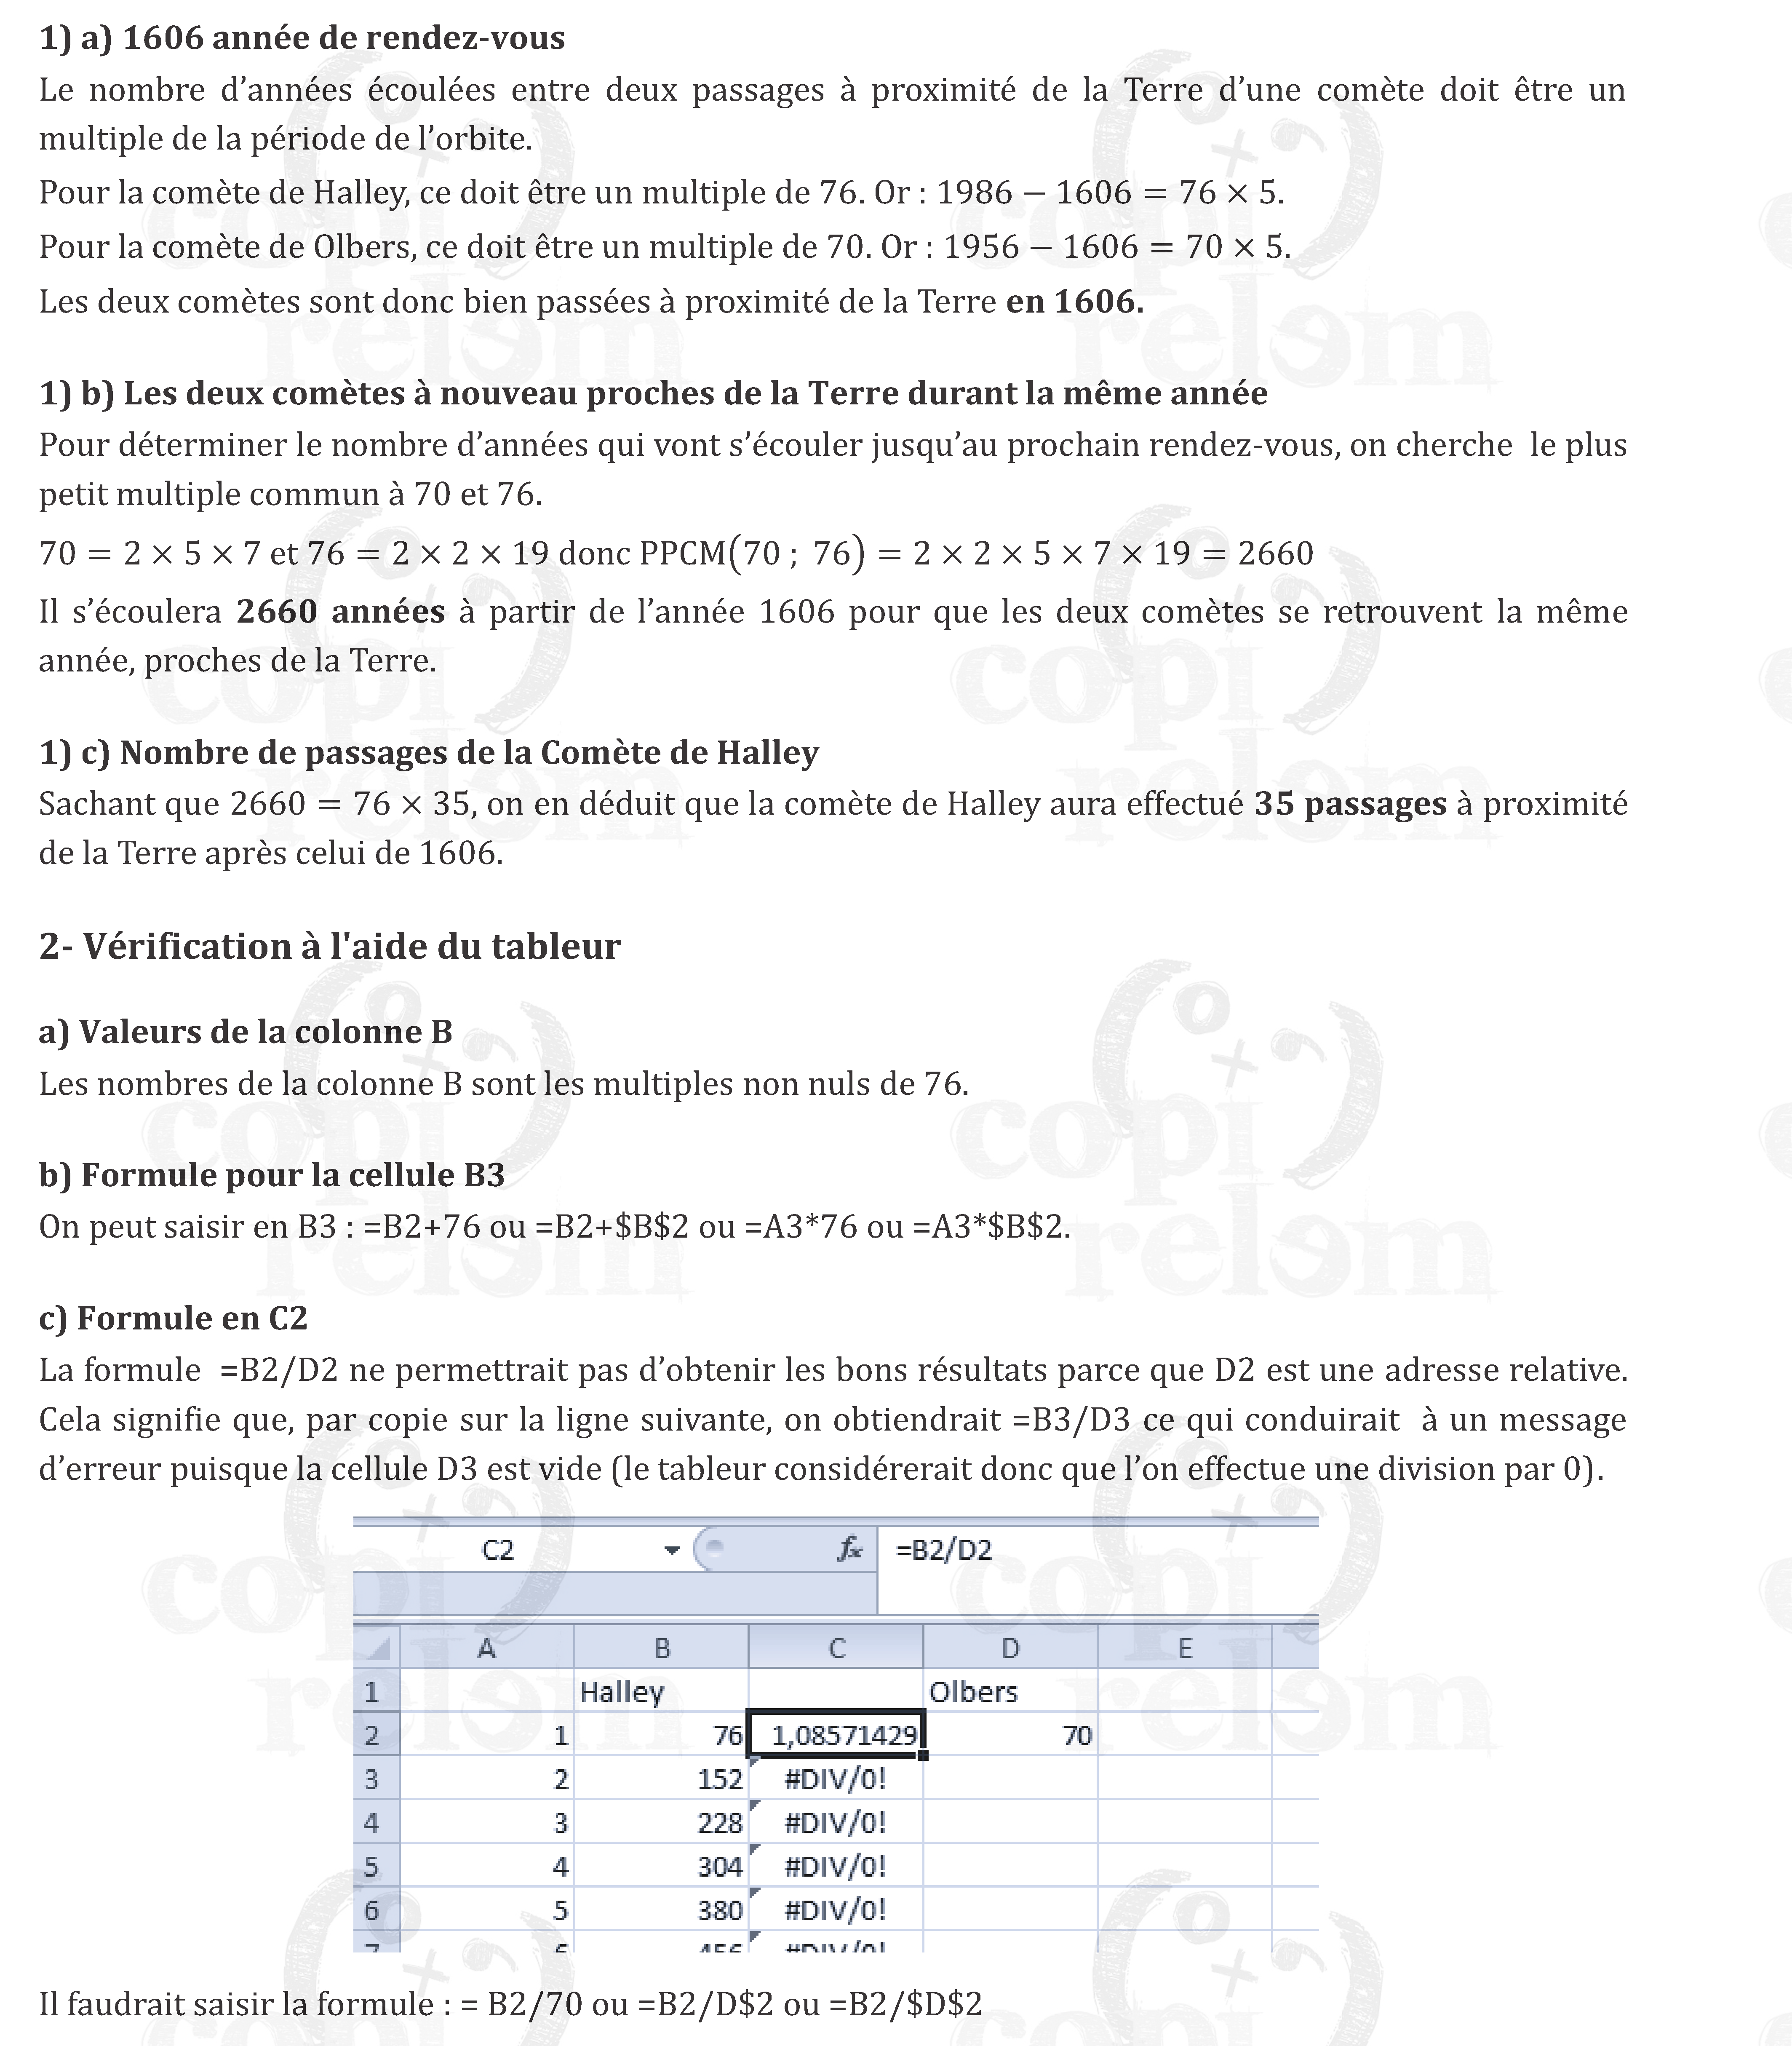 1) a) 1606 année de rendez-vous
Le nombre d’années écoulées entre deux passages à proximité de la Terre d’une comète doit être un
multiple de la période de l’orbite.
Pour la comète de Halley, ce doit être un multiple de 76. Or : 1986 − 1606 = 76 × 5.
Pour la comète de Olbers, ce doit être un multiple de 70. Or : 1956 − 1606 = 70 × 5.
Les deux comètes sont donc bien passées à proximité de la Terre en 1606.
1) b) Les deux comètes à nouveau proches de la Terre durant la même année
Pour déterminer le nombre d’années qui vont s’écouler jusqu’au prochain rendez-vous, on cherche le plus
petit multiple commun à 70 et 76.
70 = 2 × 5 × 7 et 76 = 2 × 2 × 19 donc PPCM(70 ; 76) = 2 × 2 × 5 × 7 × 19 = 2660
Il s’écoulera 2660 années à partir de l’année 1606 pour que les deux comètes se retrouvent la même
année, proches de la Terre.
1) c) Nombre de passages de la Comète de Halley
Sachant que 2660 = 76 × 35, on en déduit que la comète de Halley aura effectué 35 passages à proximité
de la Terre après celui de 1606.
2- Vérification à l'aide du tableur
a) Valeurs de la colonne B
Les nombres de la colonne B sont les multiples non nuls de 76.
b) Formule pour la cellule B3
On peut saisir en B3 : =B2+76 ou =B2+$B$2 ou =A3*76 ou =A3*$B$2.
c) Formule en C2
La formule =B2/D2 ne permettrait pas d’obtenir les bons résultats parce que D2 est une adresse relative.
Cela signifie que, par copie sur la ligne suivante, on obtiendrait =B3/D3 ce qui conduirait à un message
d’erreur puisque la cellule D3 est vide (le tableur considérerait donc que l’on effectue une division par 0).
C2 fx =B2/D2
A B C D E
1 Halley Olbers
2 1 76 1,08571429 70
3 2 152 #DIV/0!
4 3 228 #DIV/0!
5 4 304 #DIV/0!
6 5 380 #DIV/0!
7 6 456 #DIV/0!
Il faudrait saisir la formule : = B2/70 ou =B2/D$2 ou =B2/$D$2
copi
relem